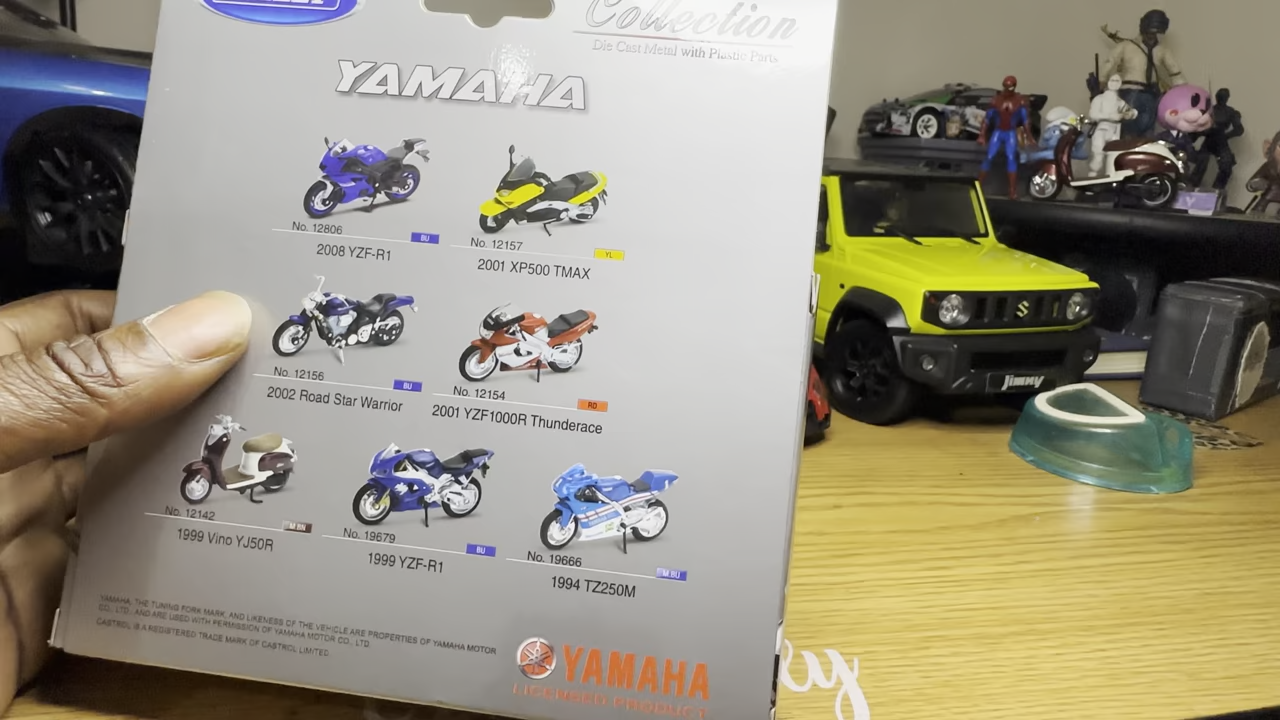 Collection
Die Cast Metal with Plastic Parts
YAMAHA
No. 12806
BU
2008 YZF-R1
No. 12157
YL
2001 XP500 TMAX
No. 12156
BU
2002 Road Star Warrior
No. 12154
RD
2001 YZF1000R Thunderace
No. 12142
M.BN
1999 Vino YJ50R
No. 19679
BU
1999 YZF-R1
No. 19666
M.BU
1994 TZ250M
YAMAHA, THE TUNING FORK MARK, AND LIKENESS OF THE VEHICLE ARE PROPERTIES OF YAMAHA MOTOR
CO., LTD., AND ARE USED WITH PERMISSION OF YAMAHA MOTOR CO., LTD.
CASTROL IS A REGISTERED TRADE MARK OF CASTROL LIMITED.
YAMAHA
LICENSED PRODUCT
Jimny